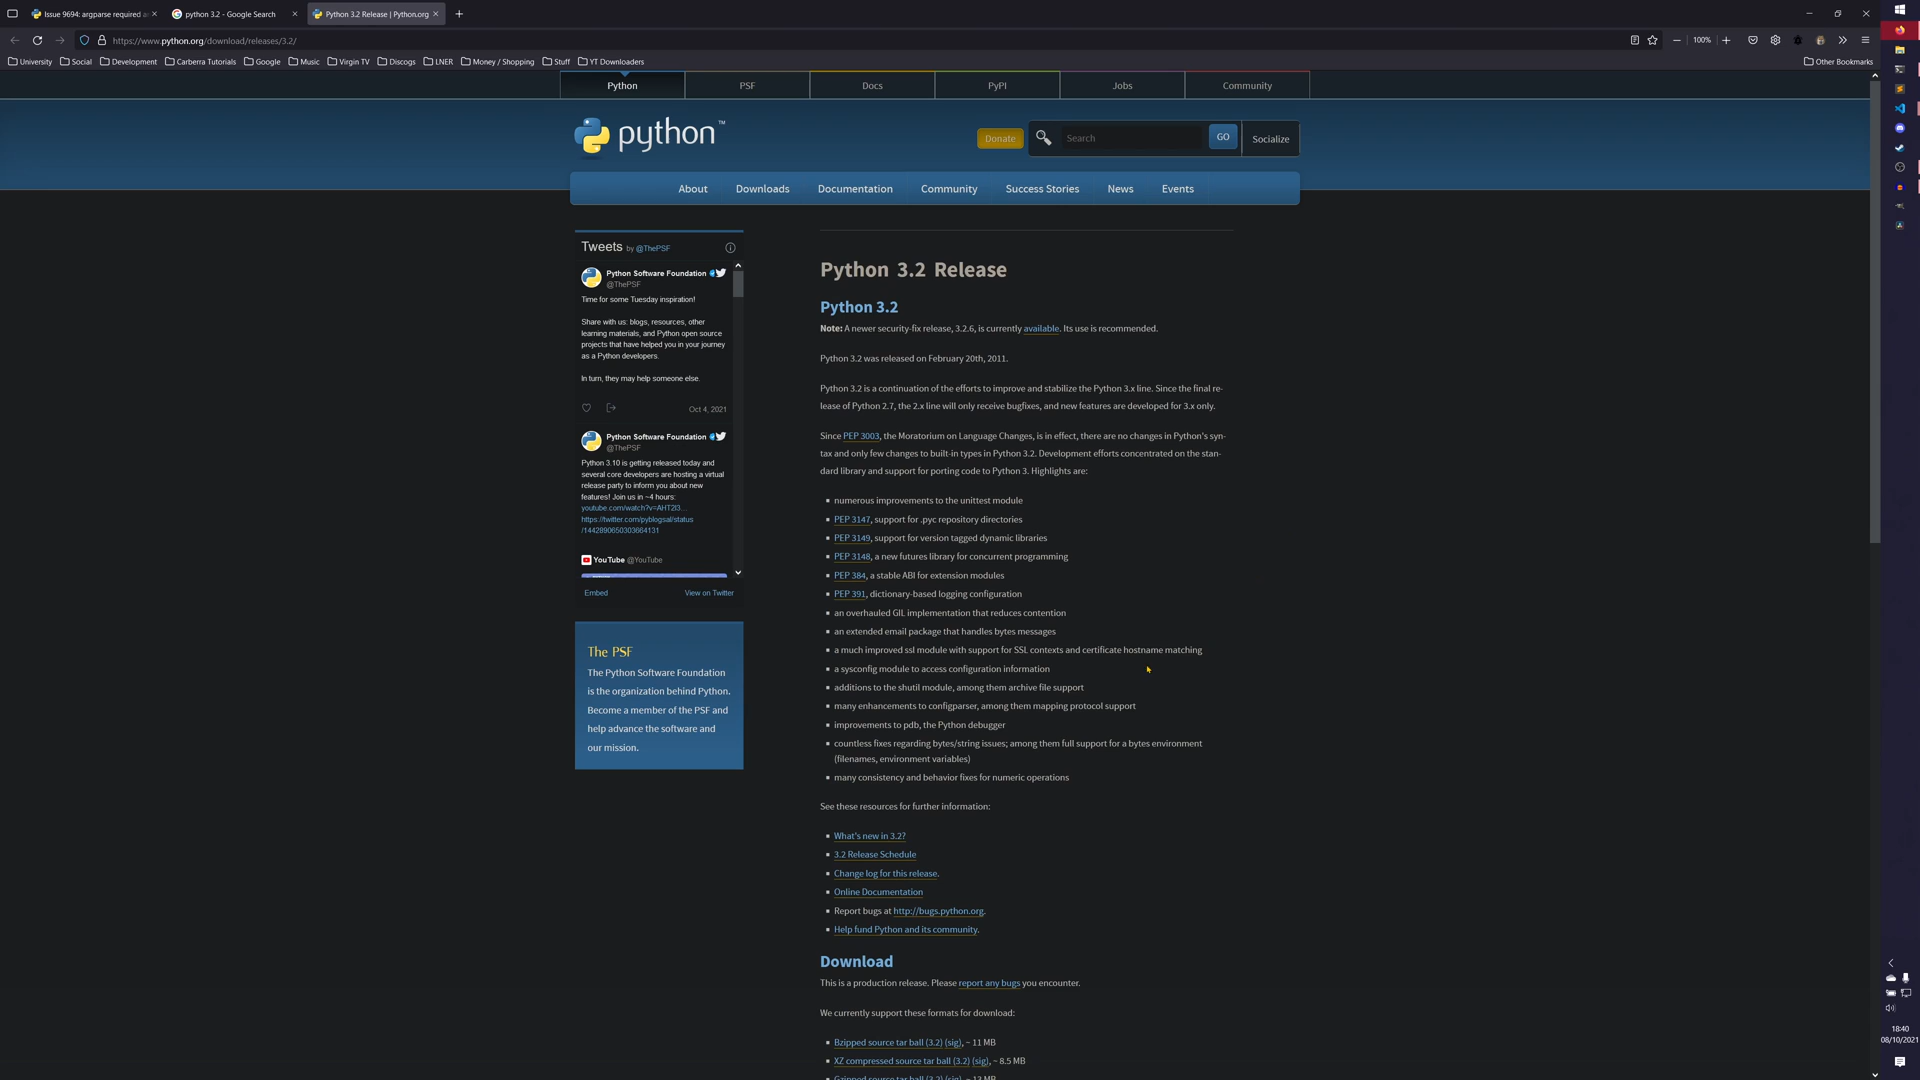 Issue 9694: argparse required a
python 3.2 - Google Search
Python 3.2 Release | Python.org
https://www.python.org/download/releases/3.2/
100%
University
Social
Development
Carberra Tutorials
Google
Music
Virgin TV
Discogs
LNER
Money / Shopping
Stuff
YT Downloaders
Other Bookmarks
Python
PSF
Docs
PyPI
Jobs
Community
python™
Donate
Search
GO
Socialize
About
Downloads
Documentation
Community
Success Stories
News
Events
Tweets by @ThePSF
Python Software Foundation
@ThePSF
Time for some Tuesday inspiration!
Share with us: blogs, resources, other
learning materials, and Python open source
projects that have helped you in your journey
as a Python developers.
In turn, they may help someone else.
Oct 4, 2021
Python Software Foundation
@ThePSF
Python 3.10 is getting released today and
several core developers are hosting a virtual
release party to inform you about new
features! Join us in ~4 hours:
youtube.com/watch?v=AHT2l3...
https://twitter.com/pyblogsal/status
/1442890650303664131
YouTube @YouTube
Embed
View on Twitter
The PSF
The Python Software Foundation
is the organization behind Python.
Become a member of the PSF and
help advance the software and
our mission.
Python 3.2 Release
Python 3.2
Note: A newer security-fix release, 3.2.6, is currently available. Its use is recommended.
Python 3.2 was released on February 20th, 2011.
Python 3.2 is a continuation of the efforts to improve and stabilize the Python 3.x line. Since the final re-
lease of Python 2.7, the 2.x line will only receive bugfixes, and new features are developed for 3.x only.
Since PEP 3003, the Moratorium on Language Changes, is in effect, there are no changes in Python's syn-
tax and only few changes to built-in types in Python 3.2. Development efforts concentrated on the stan-
dard library and support for porting code to Python 3. Highlights are:
numerous improvements to the unittest module
PEP 3147, support for .pyc repository directories
PEP 3149, support for version tagged dynamic libraries
PEP 3148, a new futures library for concurrent programming
PEP 384, a stable ABI for extension modules
PEP 391, dictionary-based logging configuration
an overhauled GIL implementation that reduces contention
an extended email package that handles bytes messages
a much improved ssl module with support for SSL contexts and certificate hostname matching
a sysconfig module to access configuration information
additions to the shutil module, among them archive file support
many enhancements to configparser, among them mapping protocol support
improvements to pdb, the Python debugger
countless fixes regarding bytes/string issues; among them full support for a bytes environment
(filenames, environment variables)
many consistency and behavior fixes for numeric operations
See these resources for further information:
What's new in 3.2?
3.2 Release Schedule
Change log for this release.
Online Documentation
Report bugs at http://bugs.python.org.
Help fund Python and its community.
Download
This is a production release. Please report any bugs you encounter.
We currently support these formats for download:
Bzipped source tar ball (3.2) (sig), ~ 11 MB
XZ compressed source tar ball (3.2) (sig), ~ 8.5 MB
Gzipped source tar ball (3.2) (sig), ~ 13 MB
18:40
08/10/2021